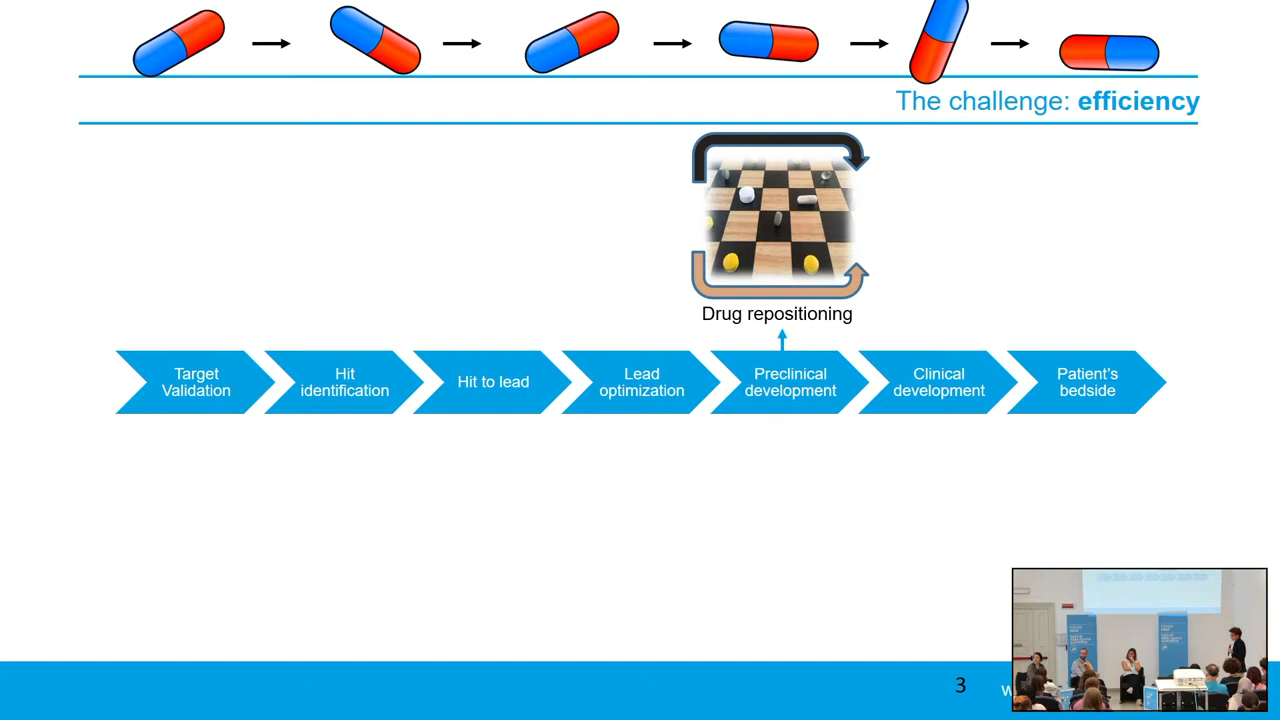 The challenge: efficiency
Drug repositioning
Target
Validation
Hit
identification
Hit to lead
Lead
optimization
Preclinical
development
Clinical
development
Patient's
bedside
3